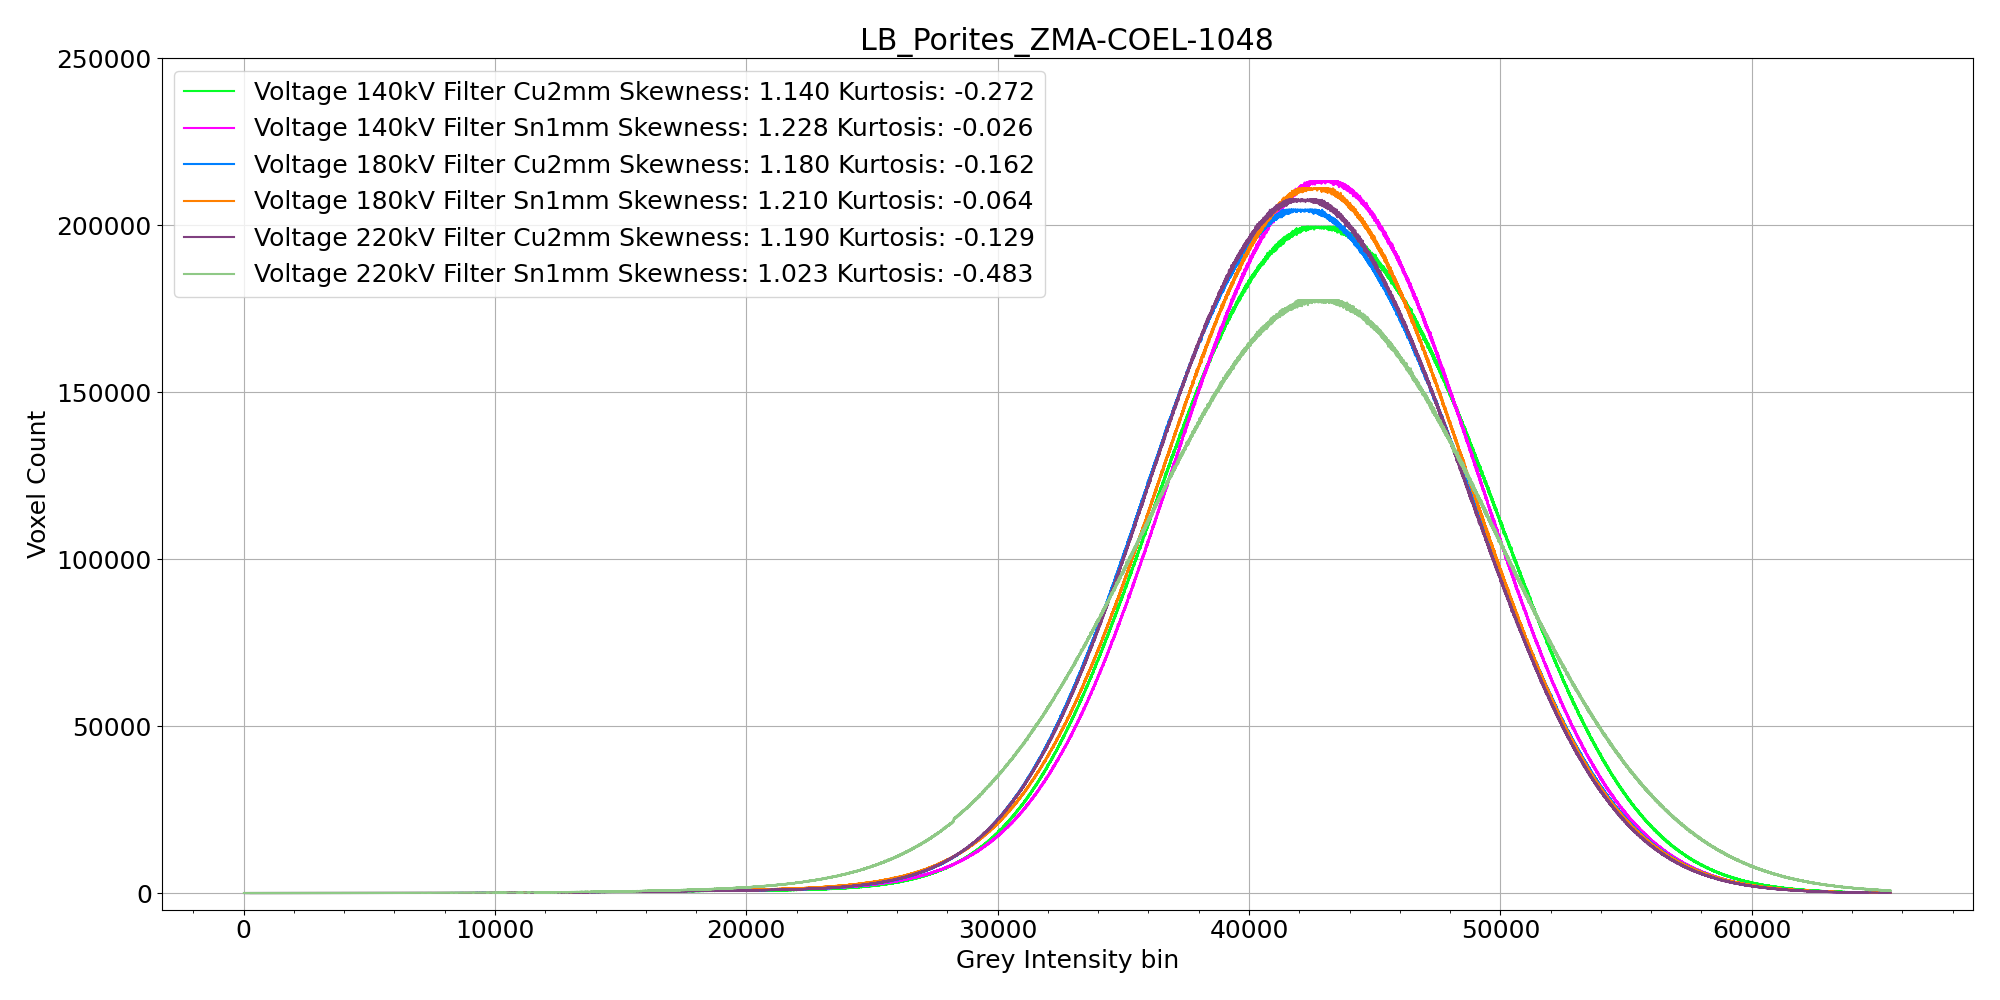 LB_Porites_ZMA-COEL-1048
250000
200000
150000
100000
50000
0
Voxel Count
Voltage 140kV Filter Cu2mm Skewness: 1.140 Kurtosis: -0.272
Voltage 140kV Filter Sn1mm Skewness: 1.228 Kurtosis: -0.026
Voltage 180kV Filter Cu2mm Skewness: 1.180 Kurtosis: -0.162
Voltage 180kV Filter Sn1mm Skewness: 1.210 Kurtosis: -0.064
Voltage 220kV Filter Cu2mm Skewness: 1.190 Kurtosis: -0.129
Voltage 220kV Filter Sn1mm Skewness: 1.023 Kurtosis: -0.483
0 10000 20000 30000 40000 50000 60000
Grey Intensity bin